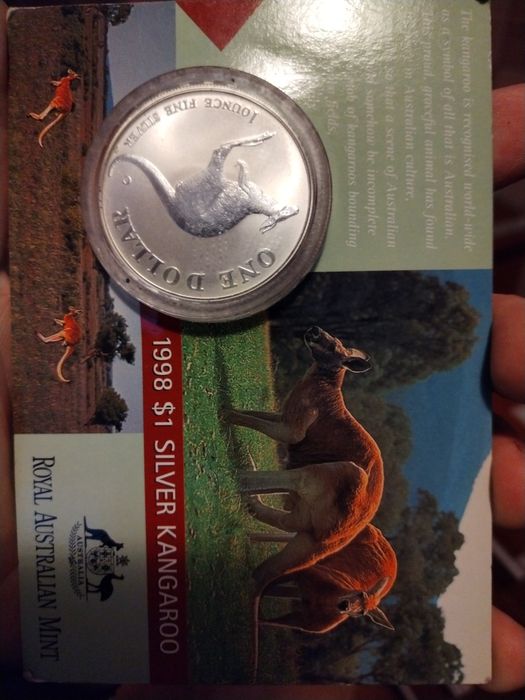 The kangaroo is recognised world-wide
as a symbol of all that is Australian.
This proud, graceful animal has found
Australian culture,
so that a scene of Australian
somehow be incomplete
of kangaroos bounding
1 OUNCE FINE SILVER
ONE DOLLAR
1998 $1 SILVER KANGAROO
AUSTRALIA
ROYAL AUSTRALIAN MINT